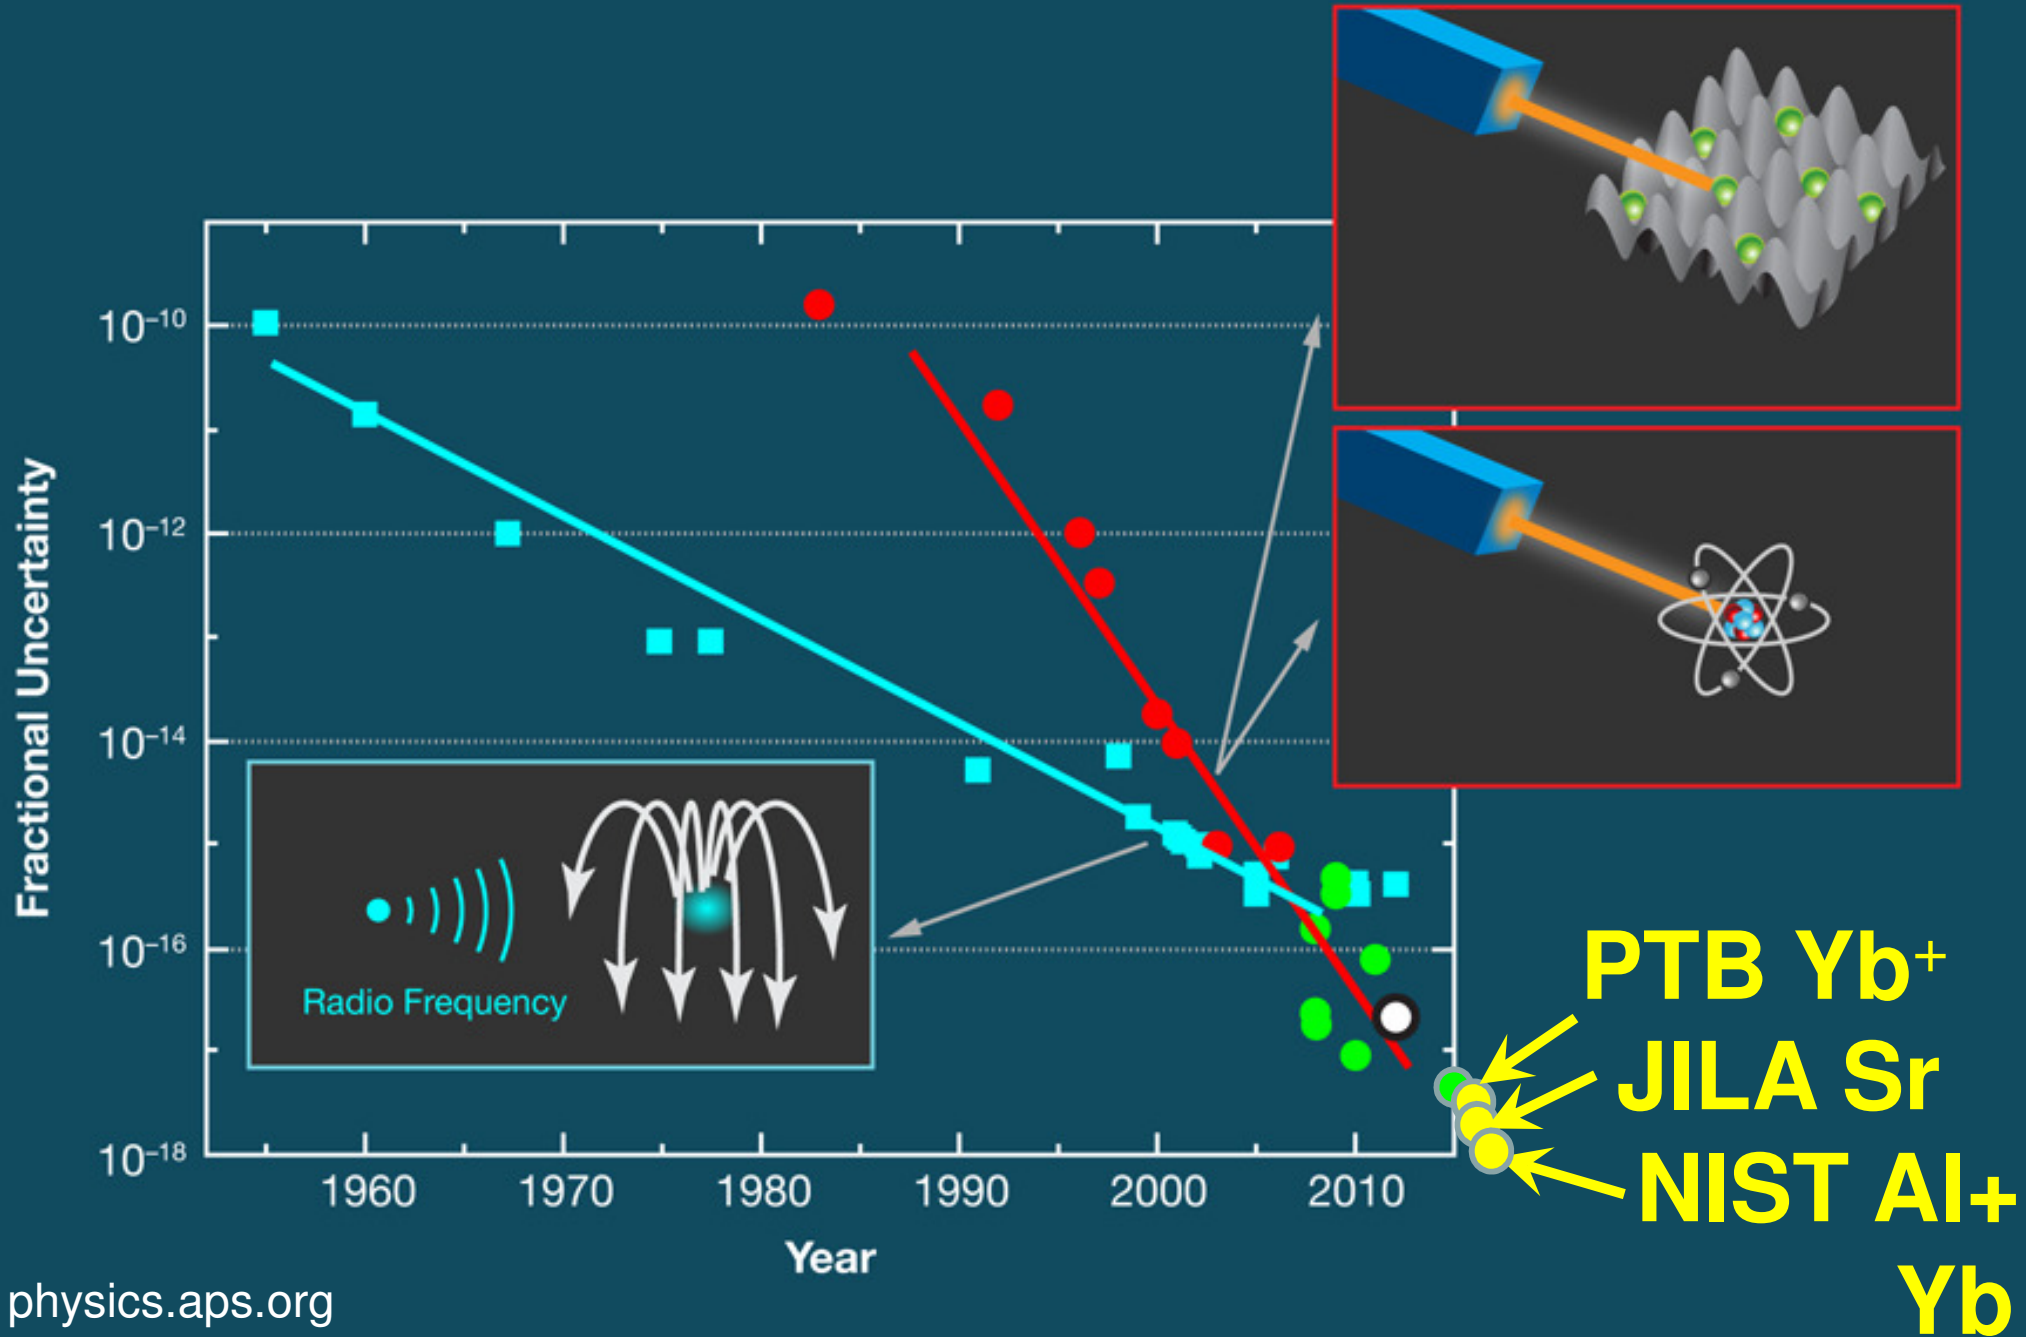 Fractional Uncertainty
10⁻¹⁰
10⁻¹²
10⁻¹⁴
10⁻¹⁶
10⁻¹⁸
Radio Frequency
1960 1970 1980 1990 2000 2010
Year
PTB Yb⁺
JILA Sr
NIST Al+
Yb
physics.aps.org